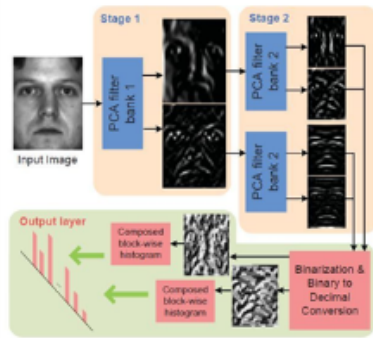 Stage 1
Stage 2
PCA filter
bank 1
PCA filter
bank 2
PCA filter
bank 2
Input Image
Output layer
Composed
block-wise
histogram
Composed
block-wise
histogram
Binarization &
Binary to
Decimal
Conversion